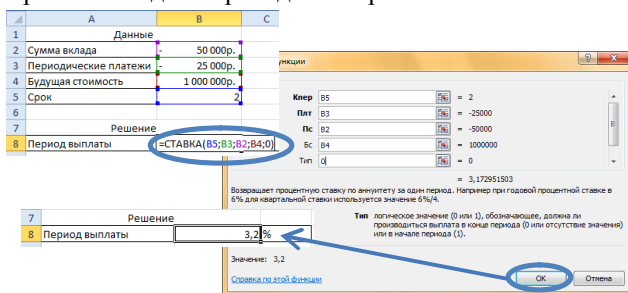 A B C
1 Данные
2 Сумма вклада - 50 000р.
3 Периодические платежи - 25 000р.
4 Будущая стоимость 1 000 000р.
5 Срок 2
6
7 Решение
8 Период выплаты =СТАВКА(B5;B3;B2;B4;0)
7 Решение
8 Период выплаты 3,2 %
ункции
Кпер B5 = 2
Плт B3 = -25000
Пс B2 = -50000
Бс B4 = 1000000
Тип 0 = 0
= 3,172951503
Возвращает процентную ставку по аннуитету за один период. Например при годовой процентной ставке в
6% для квартальной ставки используется значение 6%/4.
Тип логическое значение (0 или 1), обозначающее, должна ли
производиться выплата в конце периода (0 или отсутствие значения)
или в начале периода (1).
Значение: 3,2
Справка по этой функции
ОК Отмена